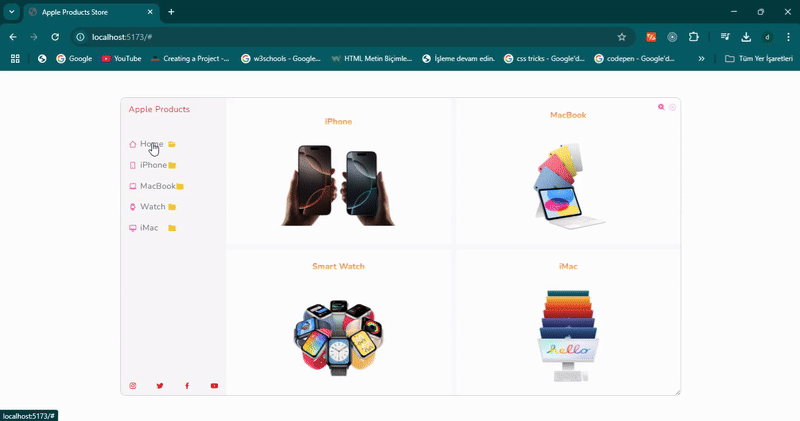 Apple Products Store
localhost:5173/#
Google
YouTube
Creating a Project -...
w3schools - Google...
HTML Metin Biçimle...
İşleme devam edin.
css tricks - Google'd...
codepen - Google'd...
Tüm Yer İşaretleri
d
Apple Products
Home
iPhone
MacBook
Watch
iMac
iPhone
MacBook
Smart Watch
iMac
hello
localhost:5173/#